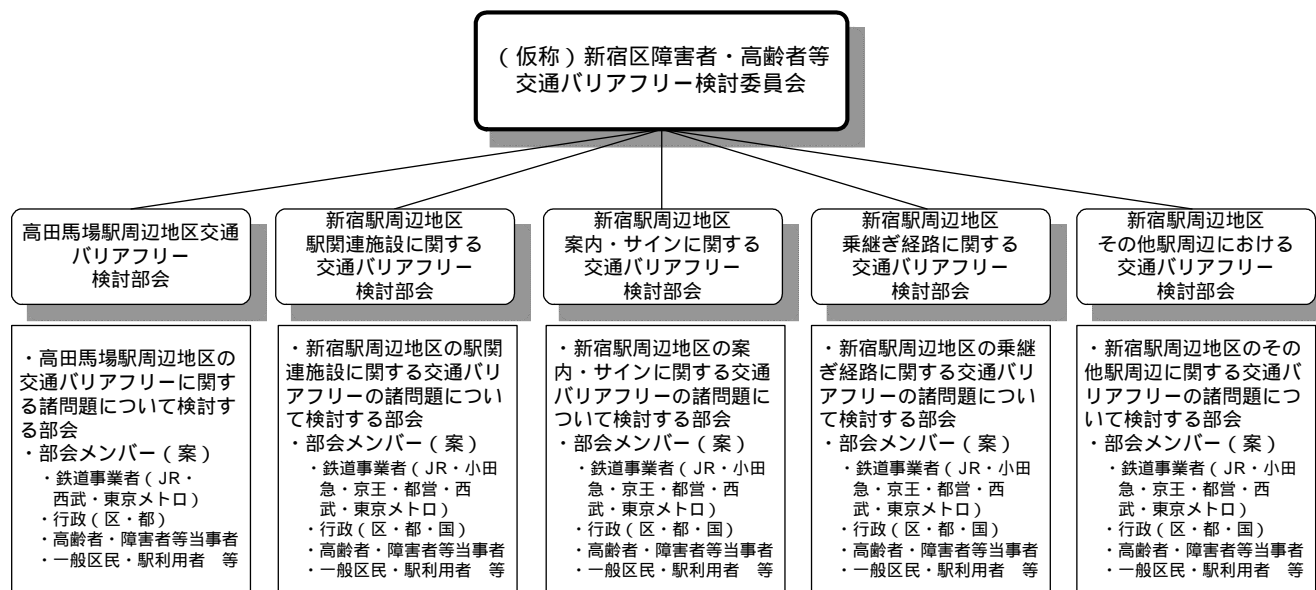 (仮称)新宿区障害者・高齢者等
交通バリアフリー検討委員会
高田馬場駅周辺地区交通
バリアフリー
検討部会
新宿駅周辺地区
駅関連施設に関する
交通バリアフリー
検討部会
新宿駅周辺地区
案内・サインに関する
交通バリアフリー
検討部会
新宿駅周辺地区
乗継ぎ経路に関する
交通バリアフリー
検討部会
新宿駅周辺地区
その他駅周辺における
交通バリアフリー
検討部会
・高田馬場駅周辺地区の
交通バリアフリーに関す
る諸問題について検討す
る部会
・部会メンバー(案)
・鉄道事業者(JR・
西武・東京メトロ)
・行政(区・都)
・高齢者・障害者等当事者
・一般区民・駅利用者 等
・新宿駅周辺地区の駅関
連施設に関する交通バリ
アフリーの諸問題につい
て検討する部会
・部会メンバー(案)
・鉄道事業者(JR・小田
急・京王・都営・西
武・東京メトロ)
・行政(区・都・国)
・高齢者・障害者等当事者
・一般区民・駅利用者 等
・新宿駅周辺地区の案
内・サインに関する交通
バリアフリーの諸問題に
ついて検討する部会
・部会メンバー(案)
・鉄道事業者(JR・小田
急・京王・都営・西
武・東京メトロ)
・行政(区・都・国)
・高齢者・障害者等当事者
・一般区民・駅利用者 等
・新宿駅周辺地区の乗継
ぎ経路に関する交通バリ
アフリーの諸問題につい
て検討する部会
・部会メンバー(案)
・鉄道事業者(JR・小田
急・京王・都営・西
武・東京メトロ)
・行政(区・都・国)
・高齢者・障害者等当事者
・一般区民・駅利用者 等
・新宿駅周辺地区のその
他駅周辺に関する交通バ
リアフリーの諸問題につ
いて検討する部会
・部会メンバー(案)
・鉄道事業者(JR・小田
急・京王・都営・西
武・東京メトロ)
・行政(区・都・国)
・高齢者・障害者等当事者
・一般区民・駅利用者 等